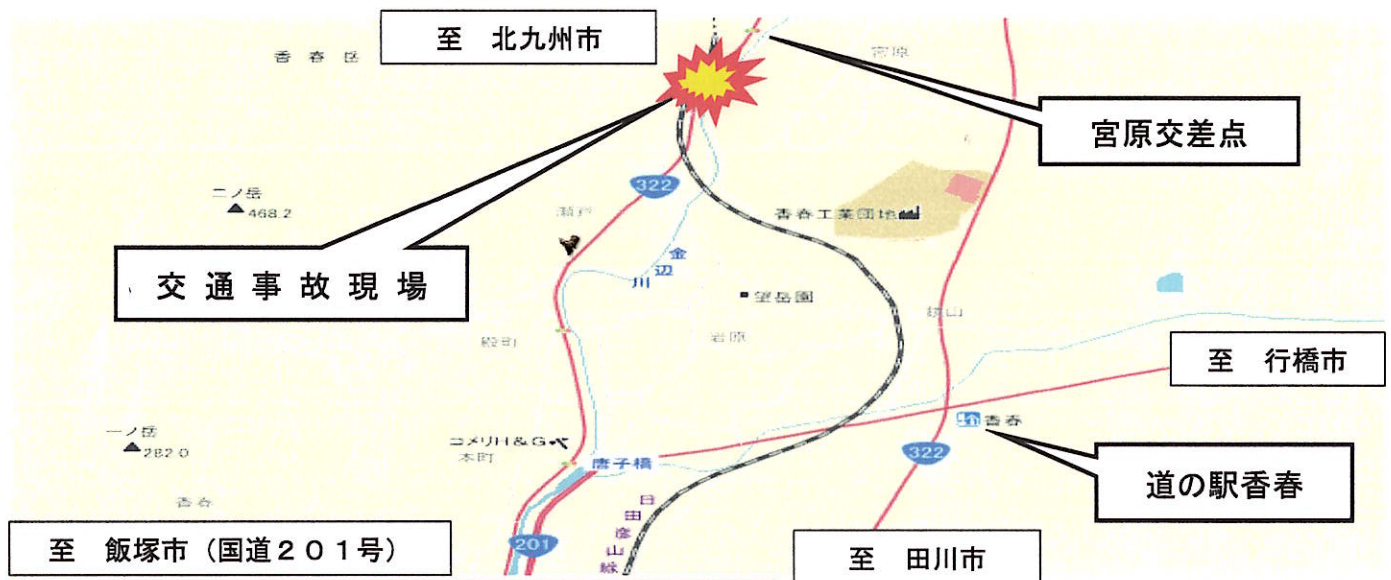 至 北九州市
香春岳
宮原
宮原交差点
二ノ岳
468.2
322
瀬戸
香春工業団地
交通事故現場
金辺川
望岳園
鏡山
殿町
岩原
至 行橋市
一ノ岳
282.0
コメリH&G
本町
唐子橋
香春
322
道の駅香春
香春
日田彦山線
至 飯塚市(国道201号)
201
至 田川市